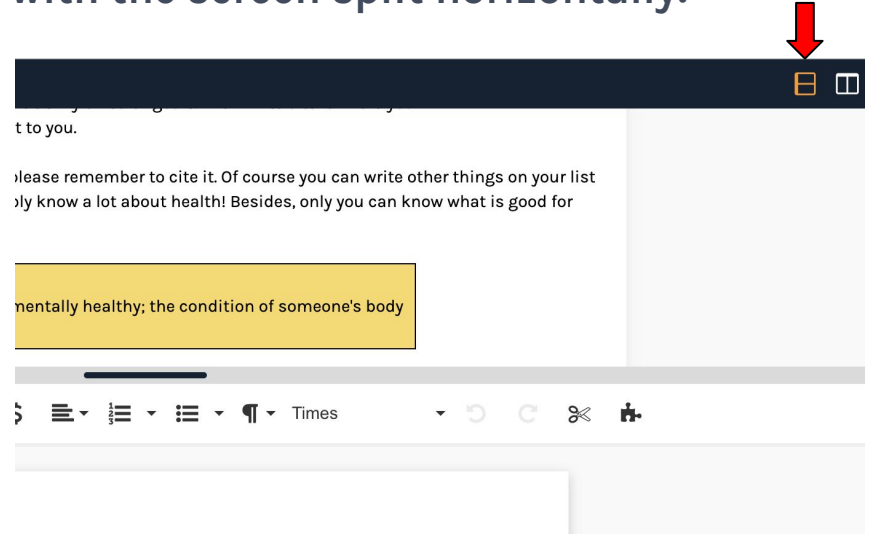 with the screen split horizontally.
t to you.
please remember to cite it. Of course you can write other things on your list
bly know a lot about health! Besides, only you can know what is good for
mentally healthy; the condition of someone's body
Times